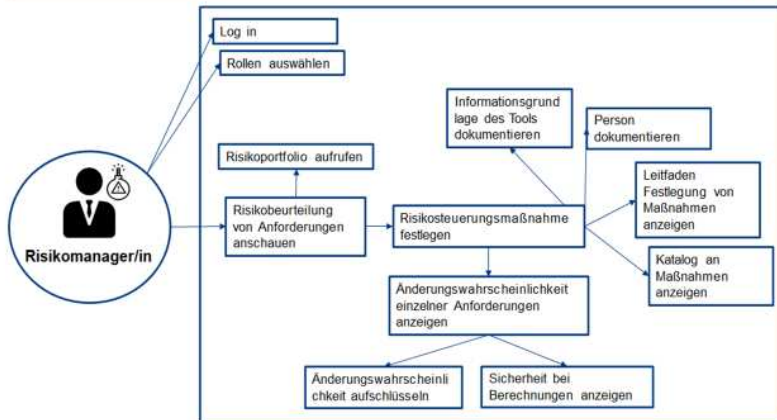 Log in
Rollen auswählen
Informationsgrund
lage des Tools
dokumentieren
Person
dokumentieren
Risikoportfolio aufrufen
Leitfaden
Festlegung von
Maßnahmen
anzeigen
Risikobeurteilung
von Anforderungen
anschauen
Risikosteuerungsmaßnahme
festlegen
Risikomanager/in
Katalog an
Maßnahmen
anzeigen
Änderungswahrscheinlichkeit
einzelner Anforderungen
anzeigen
Änderungswahrscheinli
chkeit aufschlüsseln
Sicherheit bei
Berechnungen anzeigen